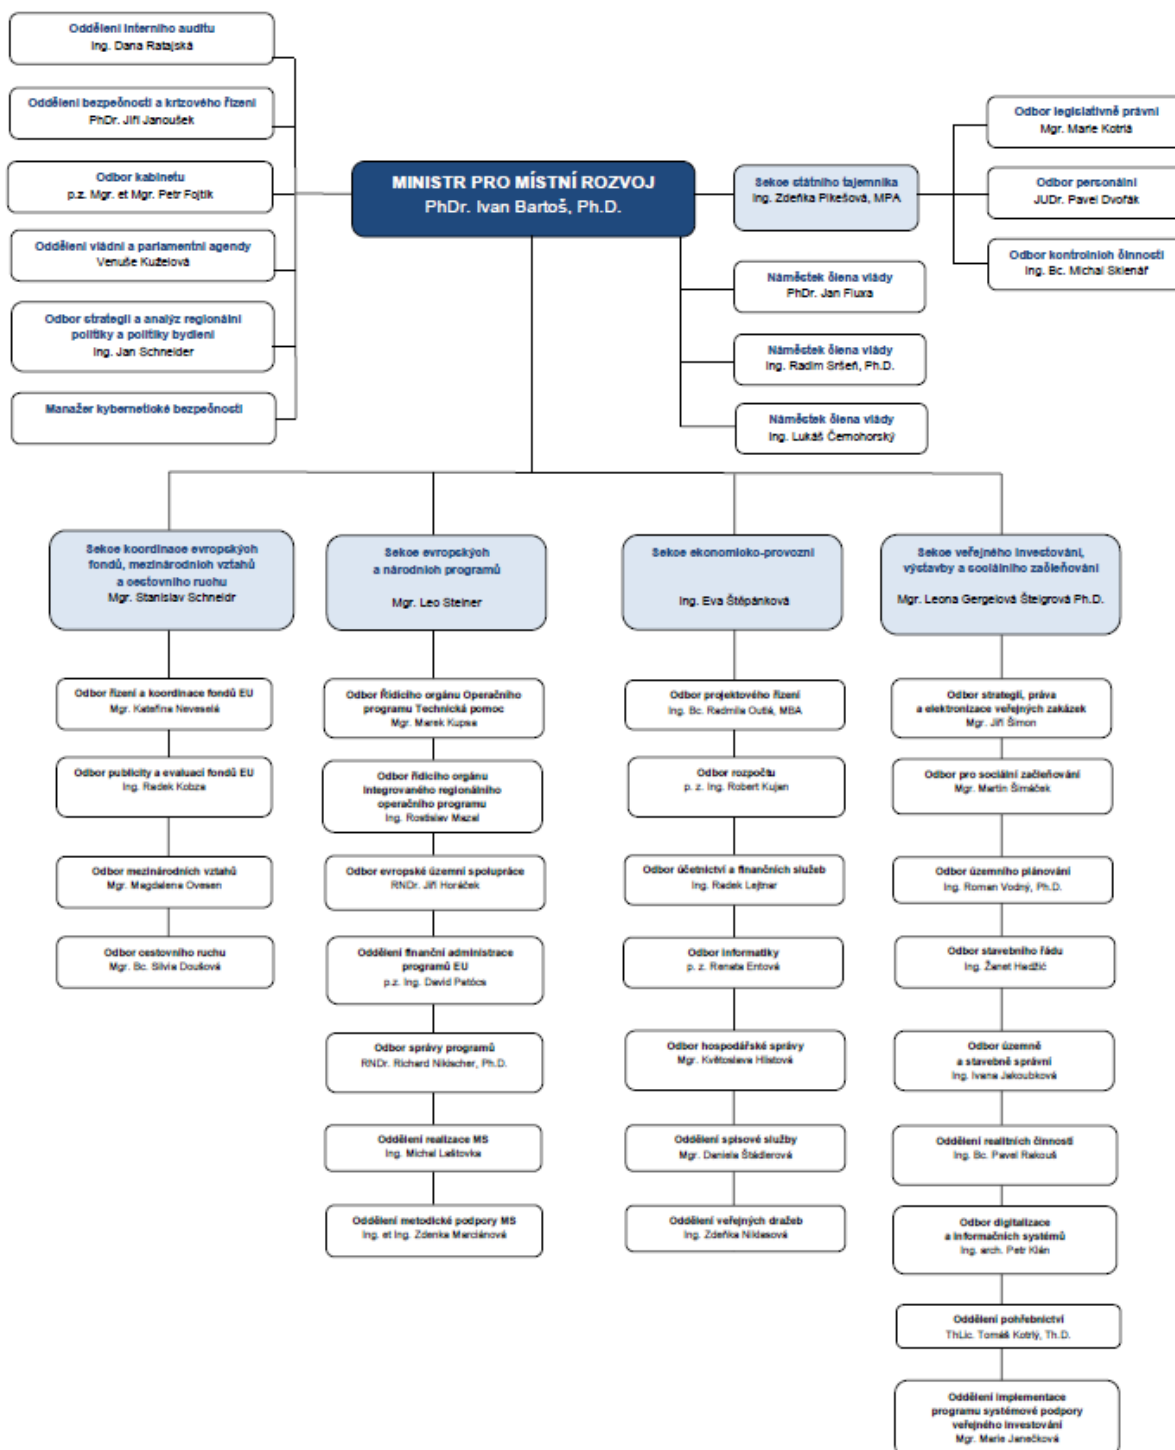 Oddělení interního auditu
Ing. Dana Ratajská
Oddělení bezpečnosti a krizového řízení
PhDr. Jiří Janoušek
Odbor kabinetu
p.z. Mgr. et Mgr. Petr Fojtík
Oddělení vládní a parlamentní agendy
Venuše Kuželová
Odbor strategií a analýz regionální
politiky a politiky bydlení
Ing. Jan Schneider
Manažer kybernetické bezpečnosti
MINISTR PRO MÍSTNÍ ROZVOJ
PhDr. Ivan Bartoš, Ph.D.
Sekce státního tajemníka
Ing. Zdeňka Pikešová, MPA
Odbor legislativně právní
Mgr. Marie Kotrlá
Odbor personální
JUDr. Pavel Dvořák
Odbor kontrolních činností
Ing. Bc. Michal Sklenář
Náměstek člena vlády
PhDr. Jan Fluxa
Náměstek člena vlády
Ing. Radim Sršeň, Ph.D.
Náměstek člena vlády
Ing. Lukáš Černohorský
Sekce koordinace evropských
fondů, mezinárodních vztahů
a cestovního ruchu
Mgr. Stanislav Schneidr
Odbor řízení a koordinace fondů EU
Mgr. Kateřina Neveselá
Odbor publicity a evaluací fondů EU
Ing. Radek Kobza
Odbor mezinárodních vztahů
Mgr. Magdalena Ovesen
Odbor cestovního ruchu
Mgr. Bc. Silvie Doušová
Sekce evropských
a národních programů
Mgr. Leo Steiner
Odbor Řídicího orgánu Operačního
programu Technická pomoc
Mgr. Marek Kupsa
Odbor řídicího orgánu
Integrovaného regionálního
operačního programu
Ing. Rostislav Mazal
Odbor evropské územní spolupráce
RNDr. Jiří Horáček
Oddělení finanční administrace
programů EU
p.z. Ing. David Patócs
Odbor správy programů
RNDr. Richard Nikischer, Ph.D.
Oddělení realizace MS
Ing. Michal Laštovka
Oddělení metodické podpory MS
Ing. et Ing. Zdenka Marciánová
Sekce ekonomicko-provozní
Ing. Eva Štěpánková
Odbor projektového řízení
Ing. Bc. Radmila Outlá, MBA
Odbor rozpočtu
p. z. Ing. Robert Kujan
Odbor účetnictví a finančních služeb
Ing. Radek Lejtnar
Odbor informatiky
p. z. Renata Entová
Odbor hospodářské správy
Mgr. Květoslava Hlistová
Oddělení spisové služby
Mgr. Daniela Štádlerová
Oddělení veřejných dražeb
Ing. Zdeňka Niklasová
Sekce veřejného investování,
výstavby a sociálního začleňování
Mgr. Leona Gergelová Šteigrová Ph.D.
Odbor strategií, práva
a elektronizace veřejných zakázek
Mgr. Jiří Šimon
Odbor pro sociální začleňování
Mgr. Martin Šimáček
Odbor územního plánování
Ing. Roman Vodný, Ph.D.
Odbor stavebního řádu
Ing. Žanet Hadžić
Odbor územně
a stavebně správní
Ing. Ivana Jakoubková
Oddělení realitních činností
Ing. Bc. Pavel Rakouš
Odbor digitalizace
a informačních systémů
Ing. arch. Petr Klán
Oddělení pohřebnictví
ThLic. Tomáš Kotrlý, Th.D.
Oddělení implementace
programu systémové podpory
veřejného investování
Mgr. Marie Janečková